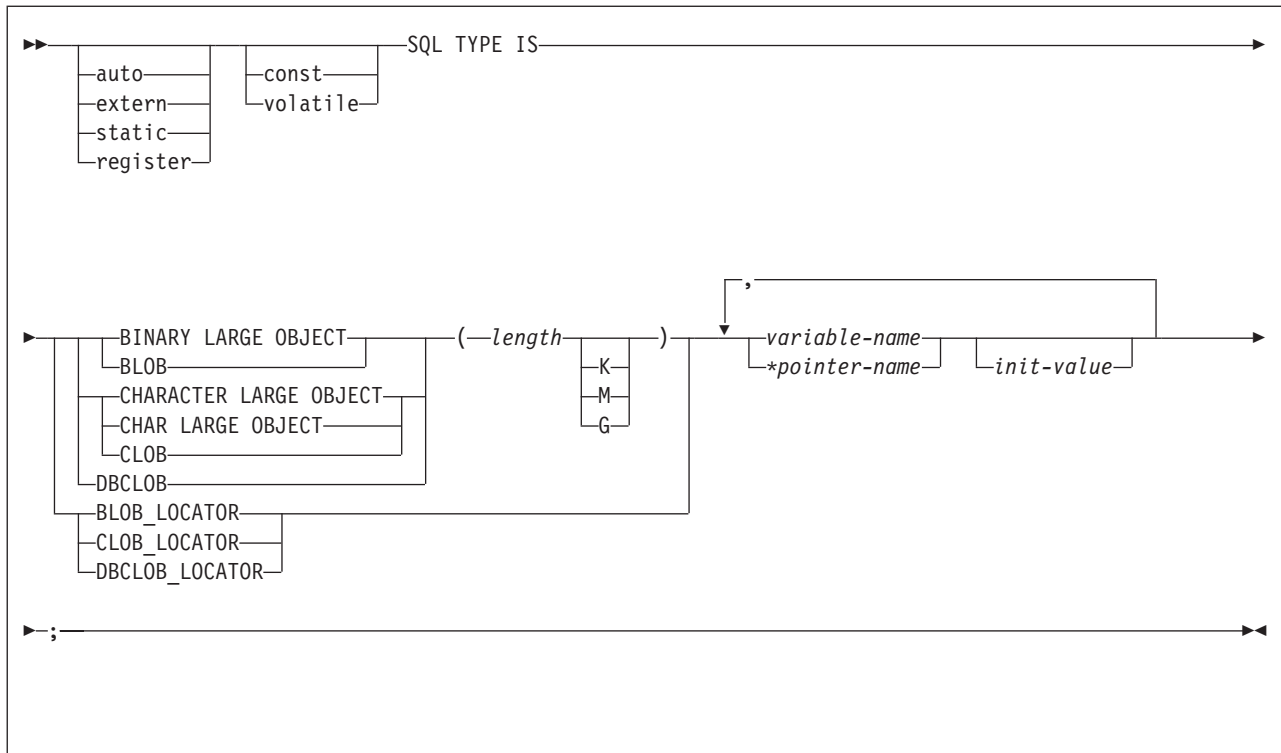 SQL TYPE IS
auto const
extern volatile
static
register
,
BINARY LARGE OBJECT ( length ) variable-name
BLOB K *pointer-name init-value
CHARACTER LARGE OBJECT M
CHAR LARGE OBJECT G
CLOB
DBCLOB
BLOB_LOCATOR
CLOB_LOCATOR
DBCLOB_LOCATOR
;